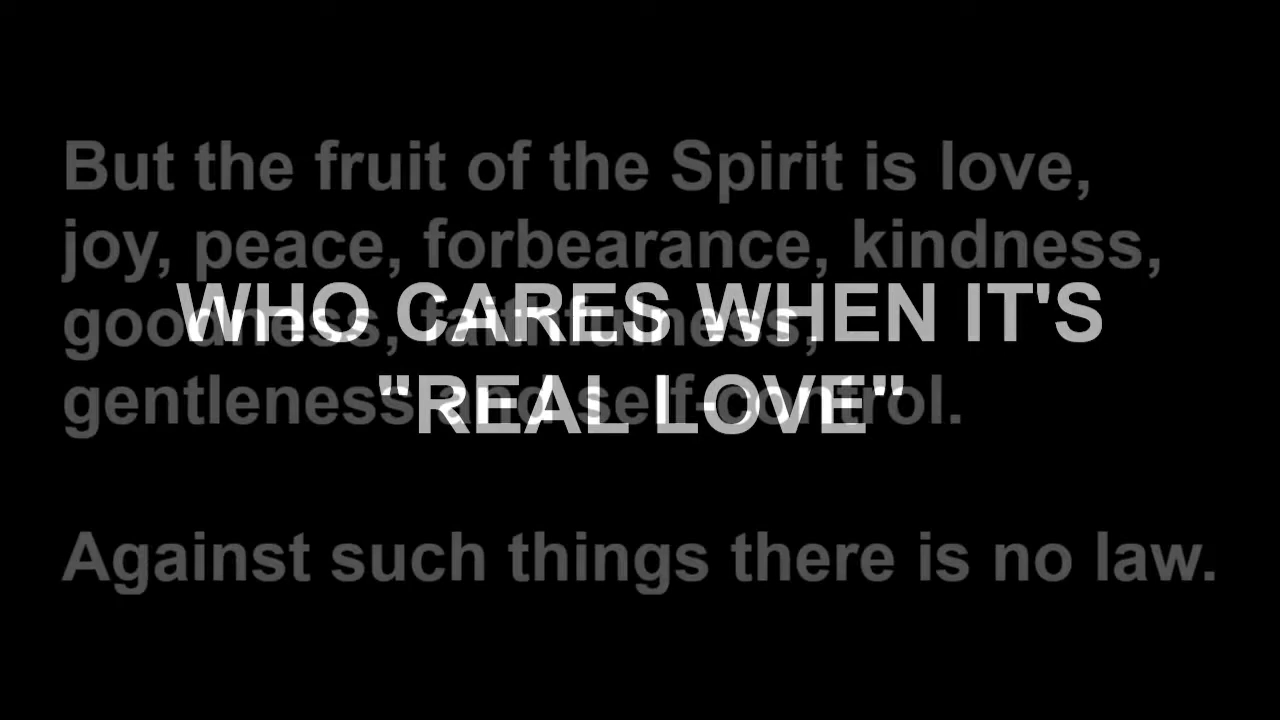 But the fruit of the Spirit is love,
joy, peace, forbearance, kindness,
goodness, faithfulness,
gentleness and self-control.
Against such things there is no law.
WHO CARES WHEN IT'S
"REAL LOVE"